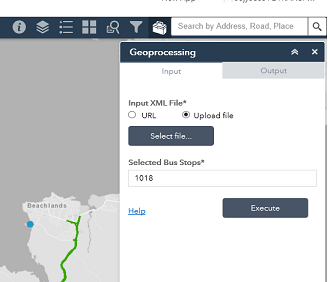 Search by Address, Road, Place
Geoprocessing
Input
Output
Input XML File*
URL
Upload file
Select file...
Selected Bus Stops*
1018
Beachlands
Help
Execute